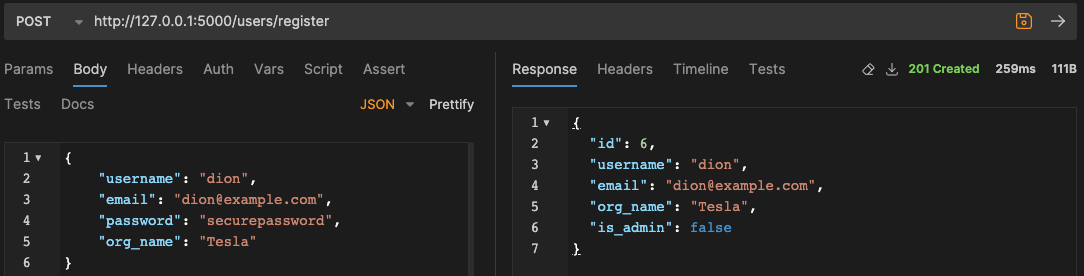 POST http://127.0.0.1:5000/users/register
Params Body Headers Auth Vars Script Assert
Tests Docs JSON Prettify
1 {
2 "username": "dion",
3 "email": "dion@example.com",
4 "password": "securepassword",
5 "org_name": "Tesla"
6 }
Response Headers Timeline Tests 201 Created 259ms 111B
1 {
2 "id": 6,
3 "username": "dion",
4 "email": "dion@example.com",
5 "org_name": "Tesla",
6 "is_admin": false
7 }